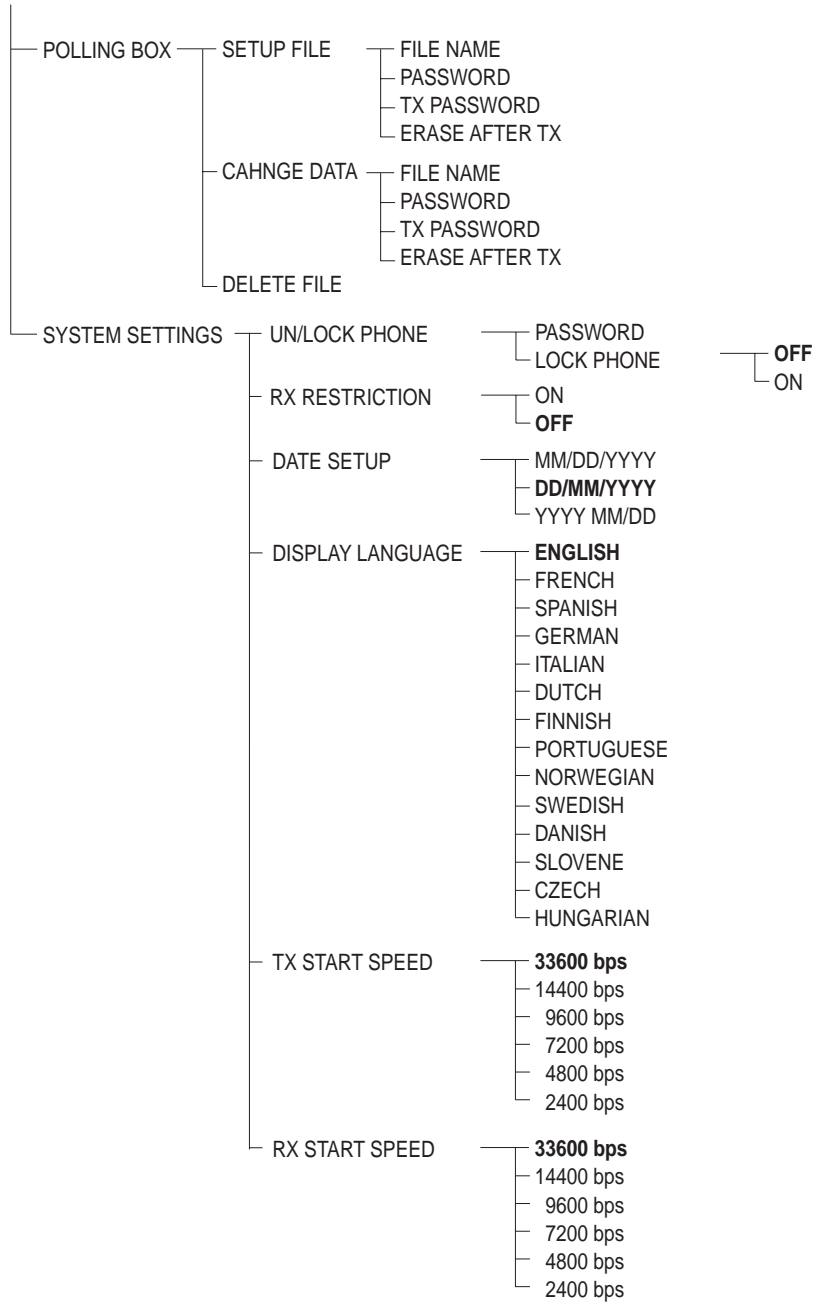 POLLING BOX SETUP FILE FILE NAME
PASSWORD
TX PASSWORD
ERASE AFTER TX
CAHNGE DATA FILE NAME
PASSWORD
TX PASSWORD
ERASE AFTER TX
DELETE FILE
SYSTEM SETTINGS UN/LOCK PHONE PASSWORD
LOCK PHONE OFF
ON
RX RESTRICTION ON
OFF
DATE SETUP MM/DD/YYYY
DD/MM/YYYY
YYYY MM/DD
DISPLAY LANGUAGE ENGLISH
FRENCH
SPANISH
GERMAN
ITALIAN
DUTCH
FINNISH
PORTUGUESE
NORWEGIAN
SWEDISH
DANISH
SLOVENE
CZECH
HUNGARIAN
TX START SPEED 33600 bps
14400 bps
9600 bps
7200 bps
4800 bps
2400 bps
RX START SPEED 33600 bps
14400 bps
9600 bps
7200 bps
4800 bps
2400 bps